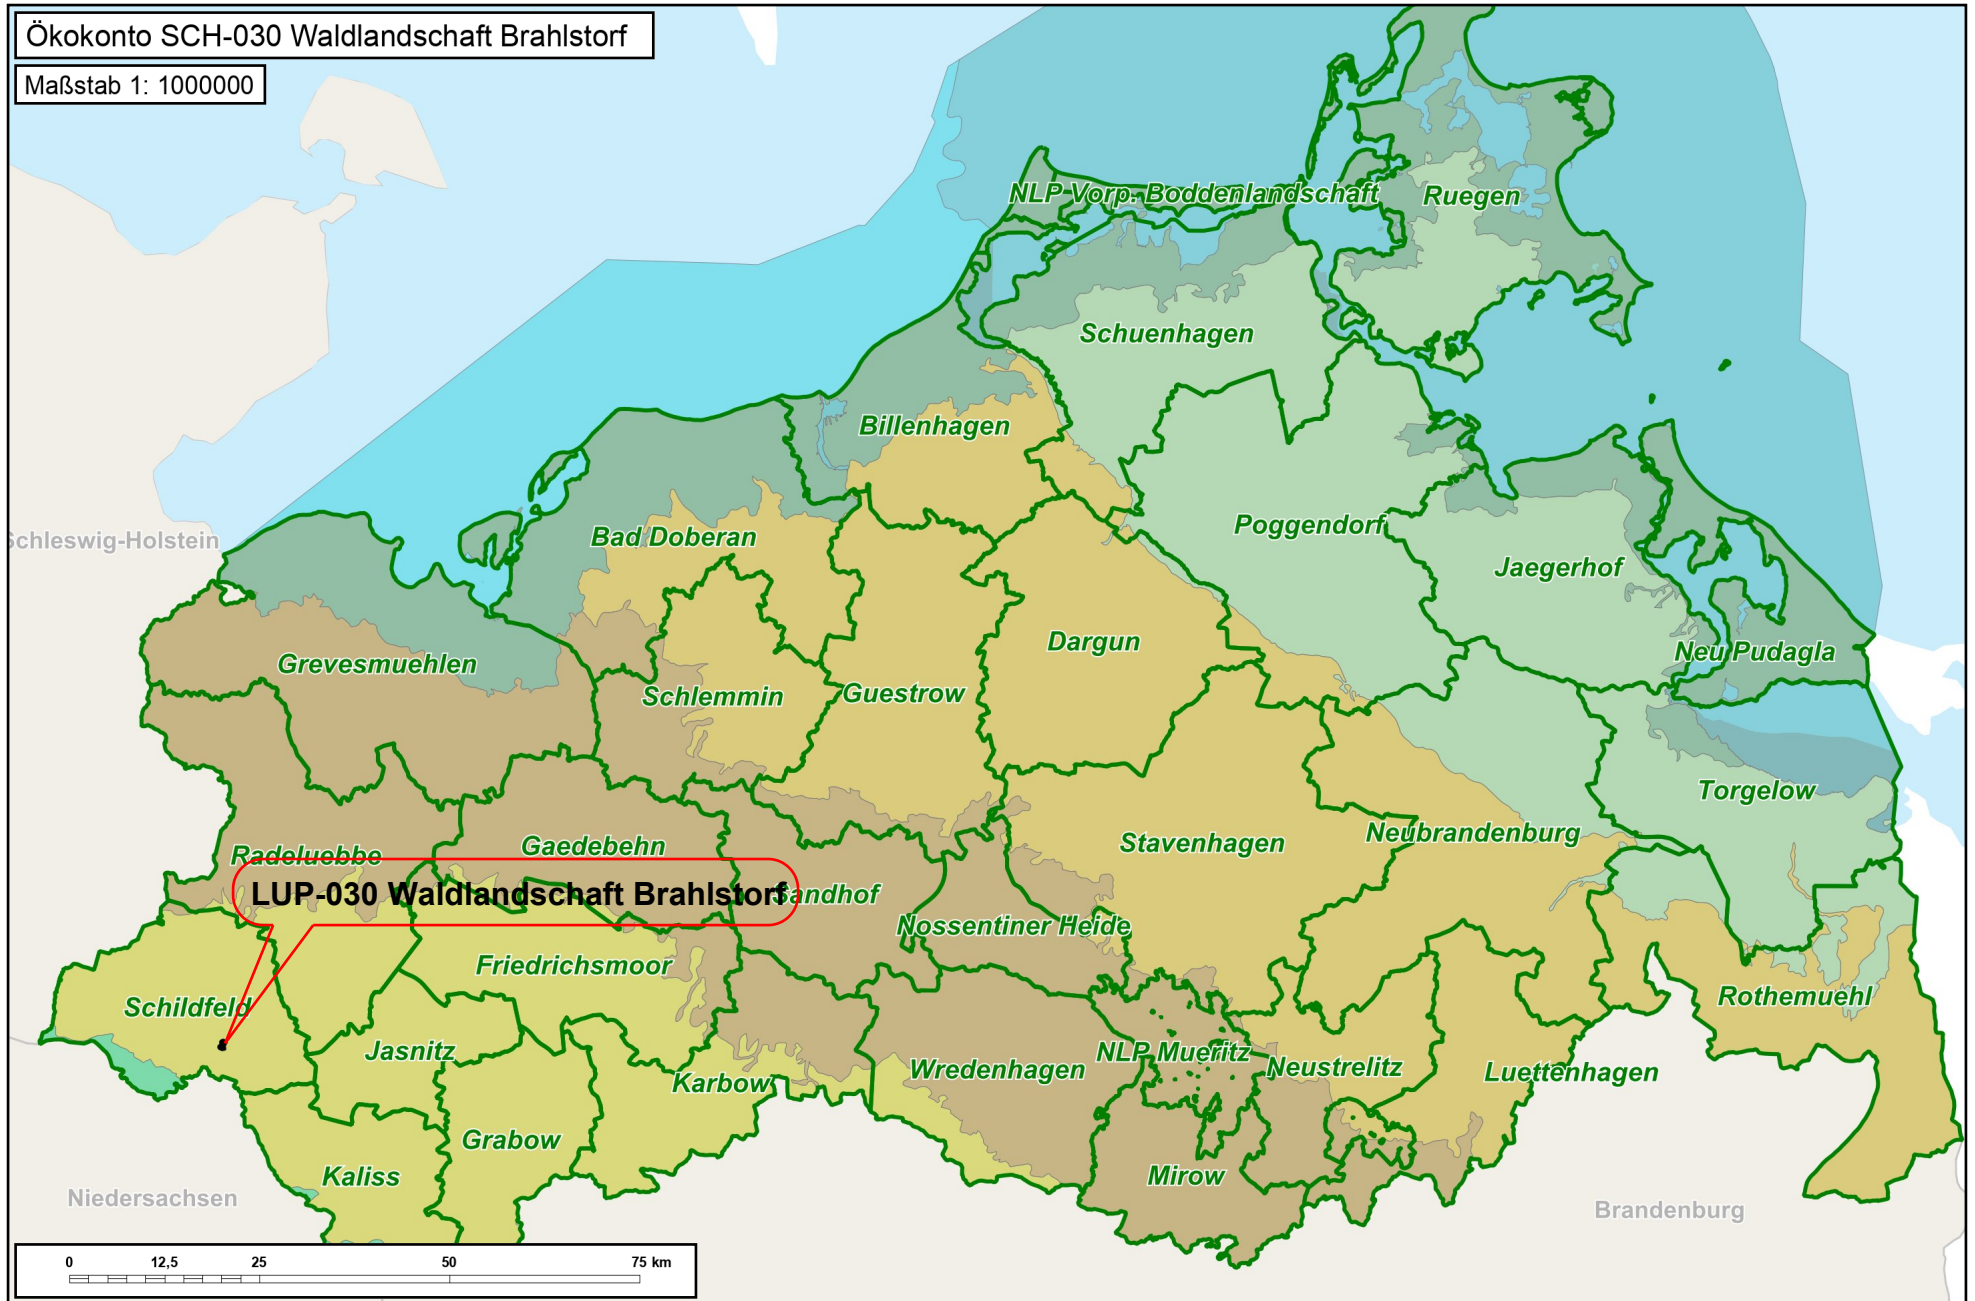 Ökokonto SCH-030 Waldlandschaft Brahlstorf
Maßstab 1: 1000000
NLP Vorp. Boddenlandschaft
Ruegen
Schuenhagen
Billenhagen
Bad Doberan
Poggendorf
Schleswig-Holstein
Jaegerhof
Dargun
Neu Pudagla
Grevesmuehlen
Schlemmin
Guestrow
Torgelow
Stavenhagen
Neubrandenburg
Gaedebehn
Radeluebbe
LUP-030 Waldlandschaft Brahlstorf
Sandhof
Nossentiner Heide
Friedrichsmoor
Rothemuehl
Schildfeld
Jasnitz
NLP Mueritz
Wredenhagen
Neustrelitz
Luettenhagen
Karbow
Grabow
Kaliss
Mirow
Niedersachsen
Brandenburg
0 12,5 25 50 75 km